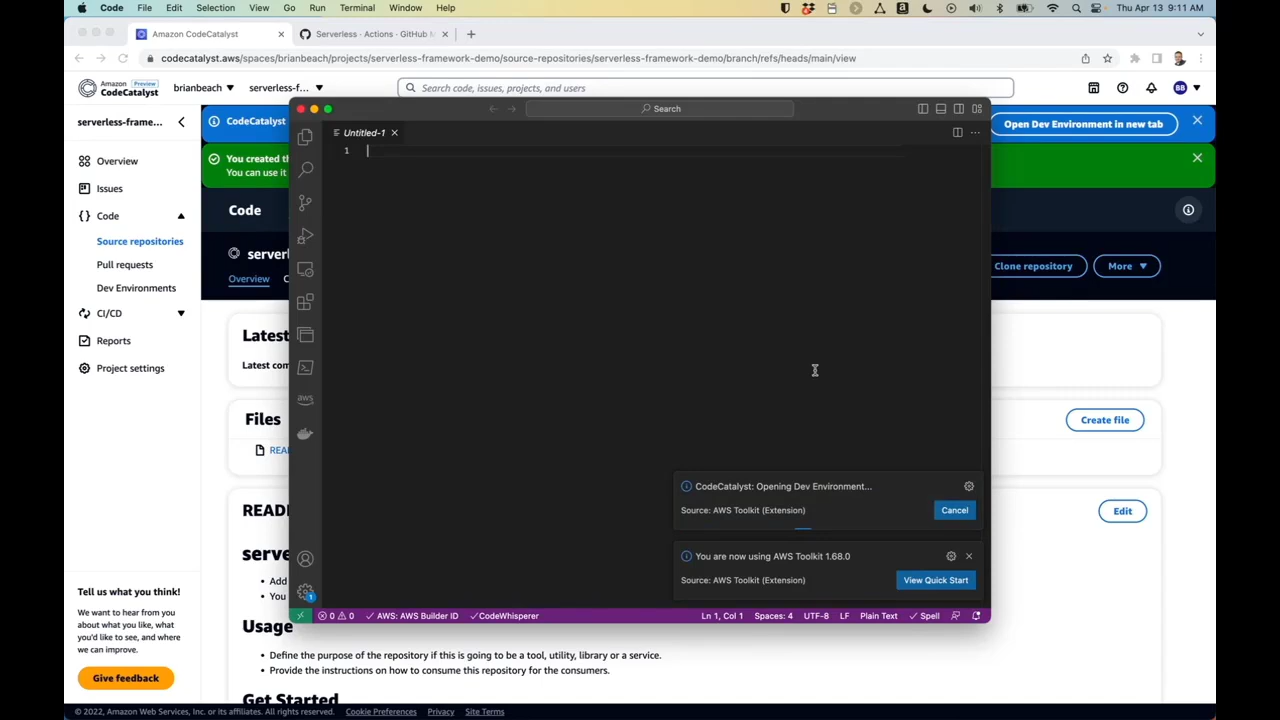 Code File Edit Selection View Go Run Terminal Window Help Thu Apr 13 9:11 AM
Amazon CodeCatalyst
Serverless · Actions · GitHub M
codecatalyst.aws/spaces/brianbeach/projects/serverless-framework-demo/source-repositories/serverless-framework-demo/branch/refs/heads/main/view
Amazon Preview
CodeCatalyst
brianbeach
serverless-f...
Search code, issues, projects, and users
BB
serverless-frame...
Overview
Issues
Code
Source repositories
Pull requests
Dev Environments
CI/CD
Reports
Project settings
Tell us what you think!
We want to hear from you
about what you like, what
you'd like to see, and where
we can improve.
Give feedback
CodeCatalyst
Open Dev Environment in new tab
You created th
You can use it
Code
serverl
Overview C
Clone repository
More
Latest
Latest com
Files
Create file
REA
READ
Edit
serve
Add
You
Usage
Define the purpose of the repository if this is going to be a tool, utility, library or a service.
Provide the instructions on how to consume this repository for the consumers.
Get Started
Search
Untitled-1
1
aws
CodeCatalyst: Opening Dev Environment...
Source: AWS Toolkit (Extension)
Cancel
You are now using AWS Toolkit 1.68.0
Source: AWS Toolkit (Extension)
View Quick Start
1
0 0 AWS: AWS Builder ID CodeWhisperer Ln 1, Col 1 Spaces: 4 UTF-8 LF Plain Text Spell
© 2022, Amazon Web Services, Inc. or its affiliates. All rights reserved. Cookie Preferences Privacy Site Terms